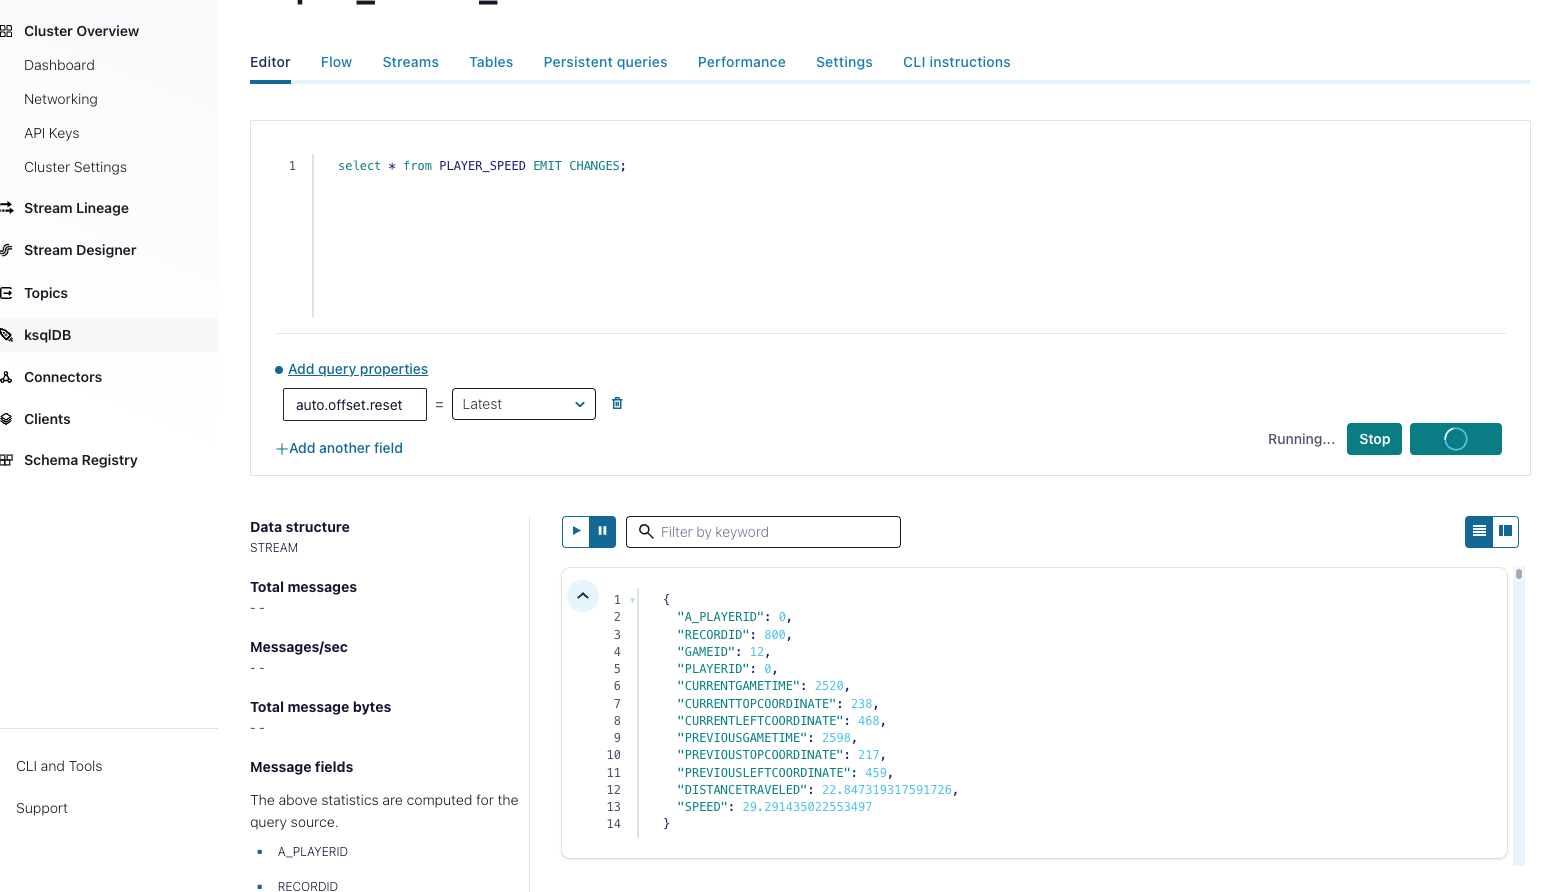 Cluster Overview
Dashboard
Networking
API Keys
Cluster Settings
Stream Lineage
Stream Designer
Topics
ksqlDB
Connectors
Clients
Schema Registry
CLI and Tools
Support
Editor Flow Streams Tables Persistent queries Performance Settings CLI instructions
1 select * from PLAYER_SPEED EMIT CHANGES;
Add query properties
auto.offset.reset = Latest
+Add another field
Running... Stop
Data structure
STREAM
Total messages
- -
Messages/sec
- -
Total message bytes
- -
Message fields
The above statistics are computed for the
query source.
A_PLAYERID
RECORDID
Filter by keyword
1 {
2 "A_PLAYERID": 0,
3 "RECORDID": 800,
4 "GAMEID": 12,
5 "PLAYERID": 0,
6 "CURRENTGAMETIME": 2520,
7 "CURRENTTOPCOORDINATE": 238,
8 "CURRENTLEFTCOORDINATE": 468,
9 "PREVIOUSGAMETIME": 2598,
10 "PREVIOUSTOPCOORDINATE": 217,
11 "PREVIOUSLEFTCOORDINATE": 459,
12 "DISTANCETRAVELED": 22.847319317591726,
13 "SPEED": 29.291435022553497
14 }